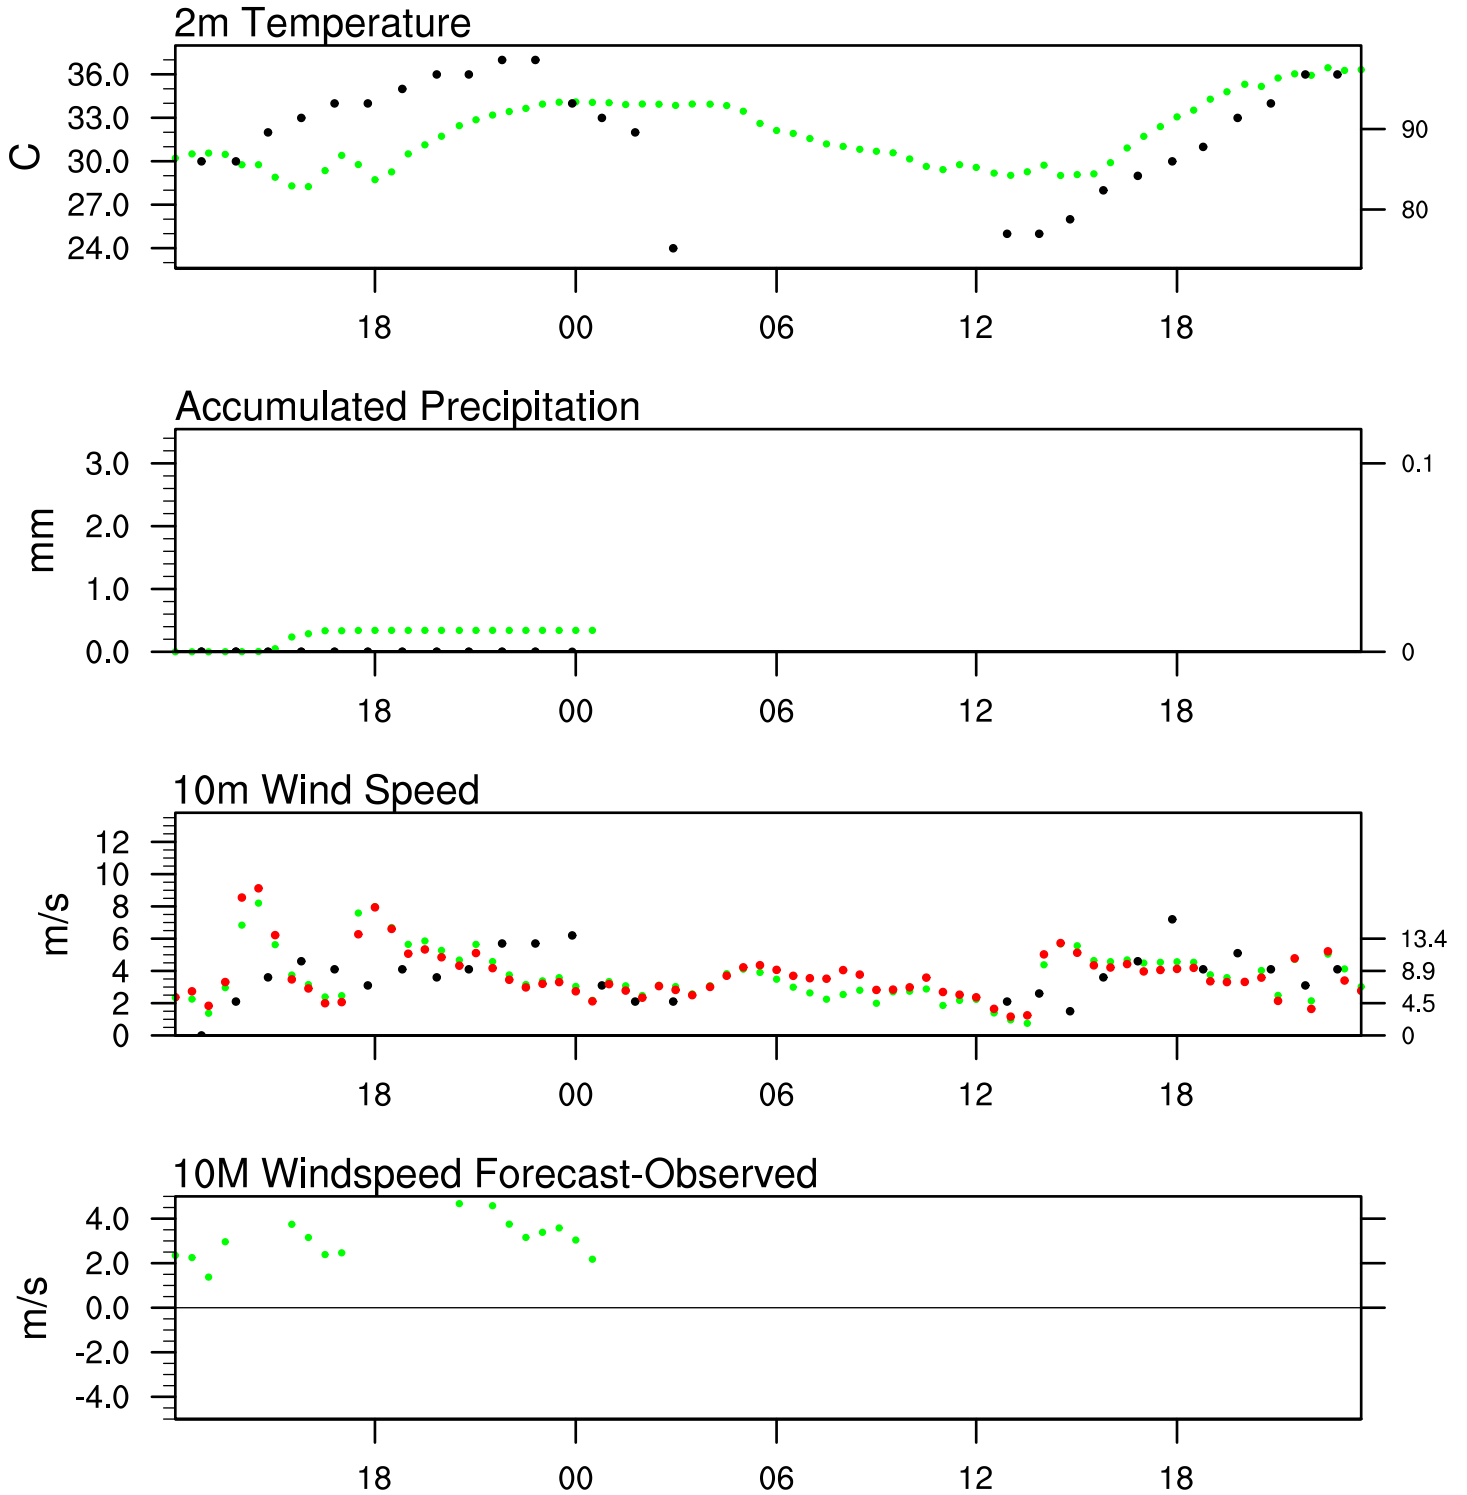 2m Temperature
C
36.0
33.0
30.0
27.0
24.0
90
80
18 00 06 12 18
Accumulated Precipitation
mm
3.0
2.0
1.0
0.0
0.1
0
18 00 06 12 18
10m Wind Speed
m/s
12
10
8
6
4
2
0
13.4
8.9
4.5
0
18 00 06 12 18
10M Windspeed Forecast-Observed
m/s
4.0
2.0
0.0
-2.0
-4.0
18 00 06 12 18